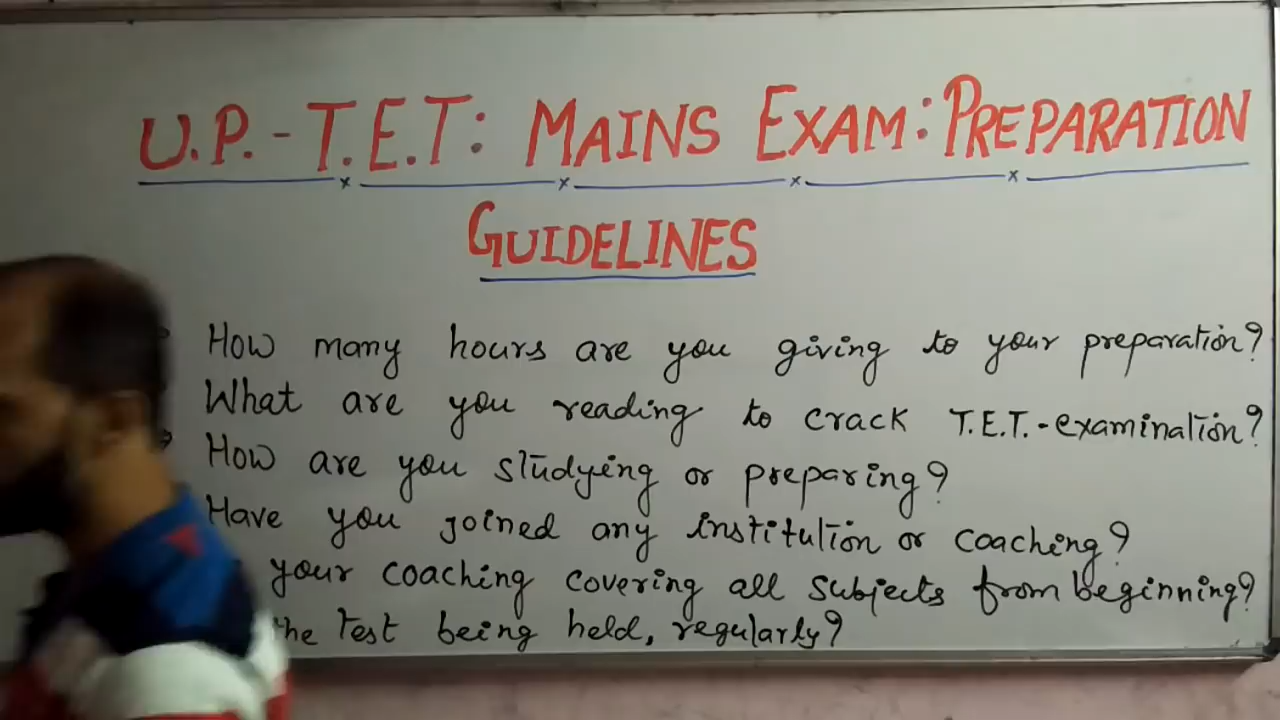 U.P.-T.E.T: MAINS EXAM: PREPARATION
GUIDELINES
How many hours are you giving to your preparation?
What are you reading to crack T.E.T.-examination?
How are you studying or preparing?
Have you joined any institution or coaching?
your coaching covering all subjects from beginning?
the test being held, regularly?